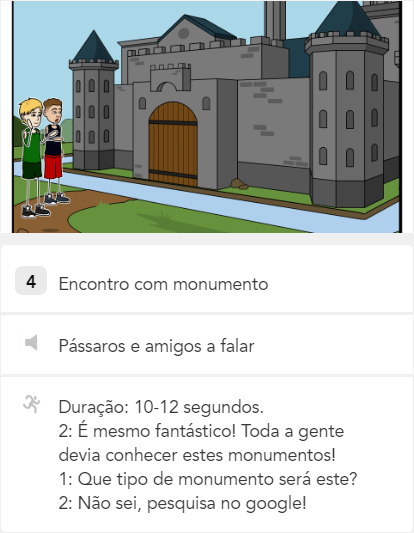 4 Encontro com monumento
Pássaros e amigos a falar
Duração: 10-12 segundos.
2: É mesmo fantástico! Toda a gente
devia conhecer estes monumentos!
1: Que tipo de monumento será este?
2: Não sei, pesquisa no google!